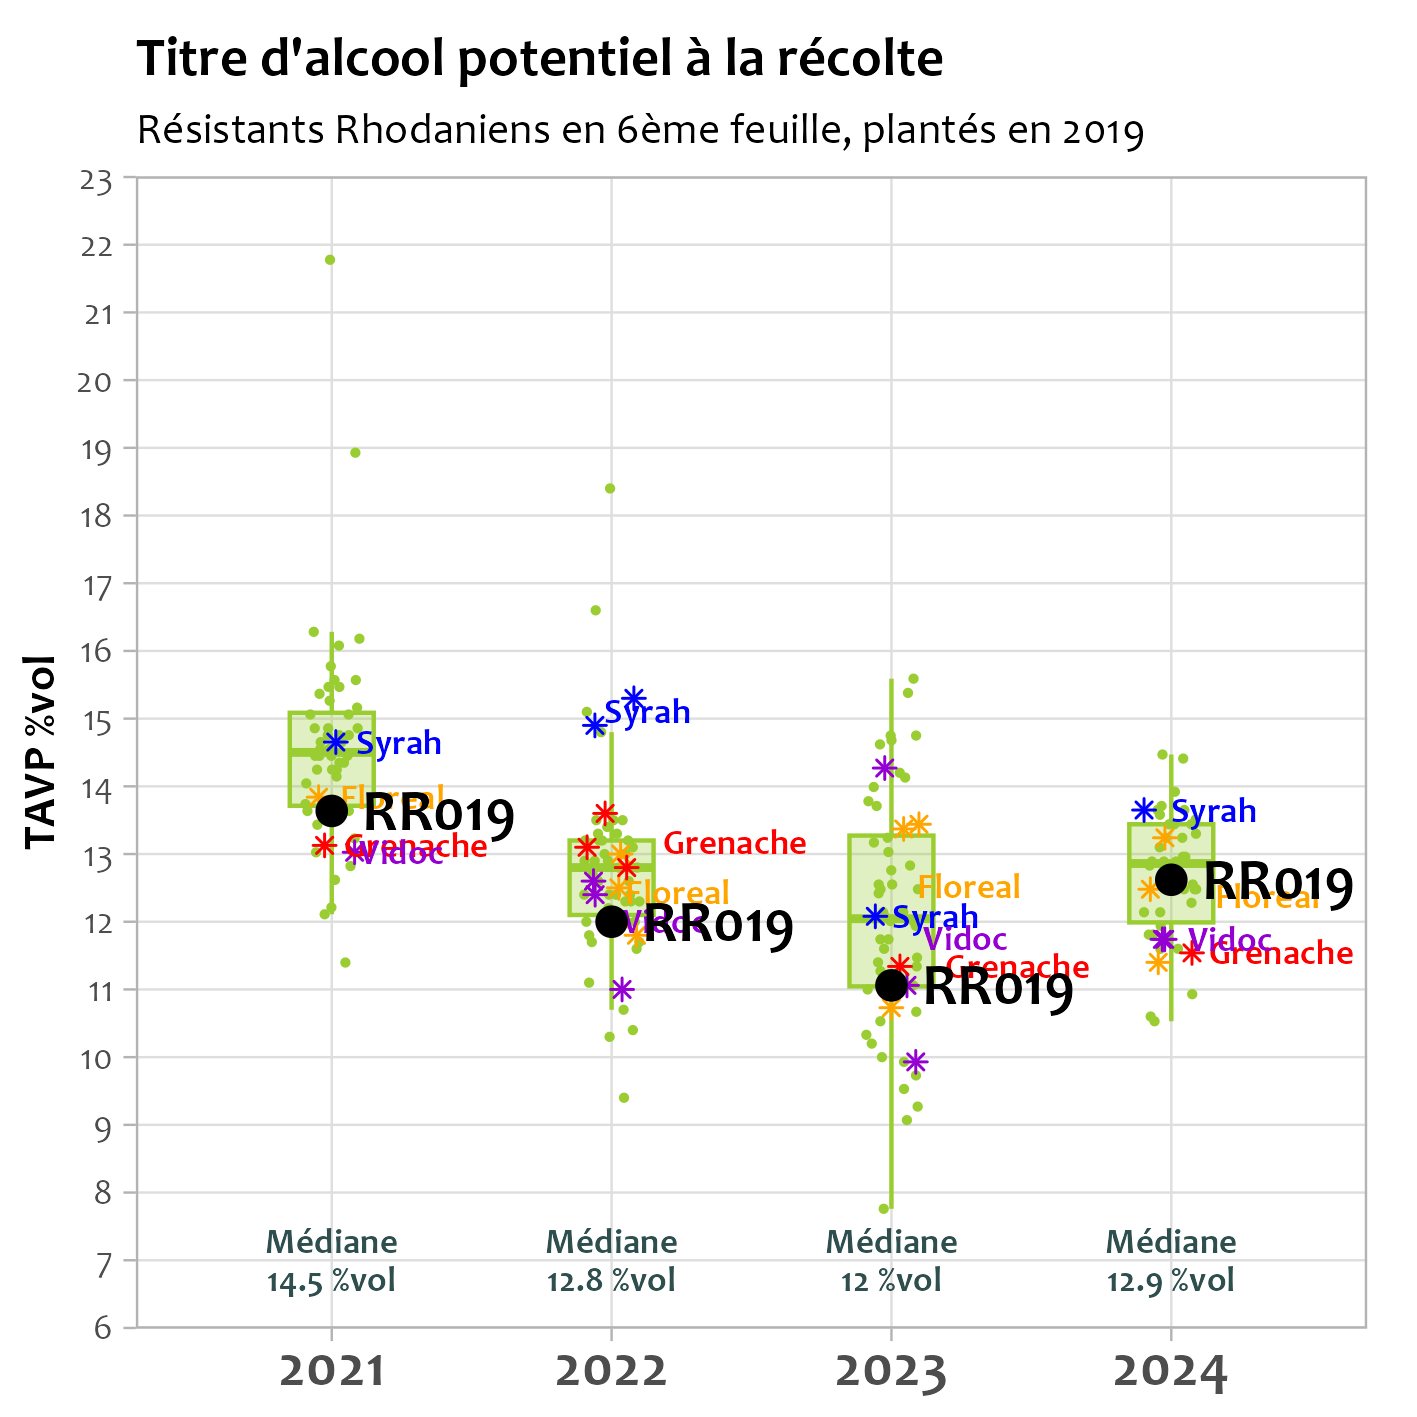 Titre d'alcool potentiel à la récolte
Résistants Rhodaniens en 6ème feuille, plantés en 2019
TAVP %vol
23
22
21
20
19
18
17
16
15
14
13
12
11
10
9
8
7
6
Syrah
Floreal
RR019
Grenache
Vidoc
Syrah
Grenache
Floreal
Vidoc
RR019
Floreal
Syrah
Vidoc
Grenache
RR019
Syrah
RR019
Floreal
Vidoc
Grenache
Médiane
14.5 %vol
Médiane
12.8 %vol
Médiane
12 %vol
Médiane
12.9 %vol
2021
2022
2023
2024